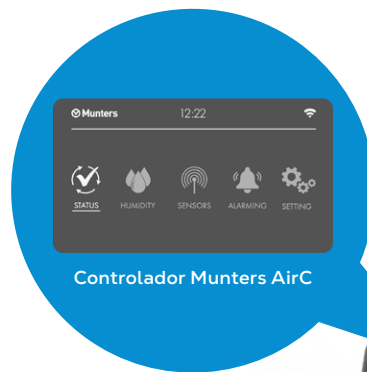 Munters 12:22
STATUS HUMIDITY SENSORS ALARMING SETTING
Controlador Munters AirC